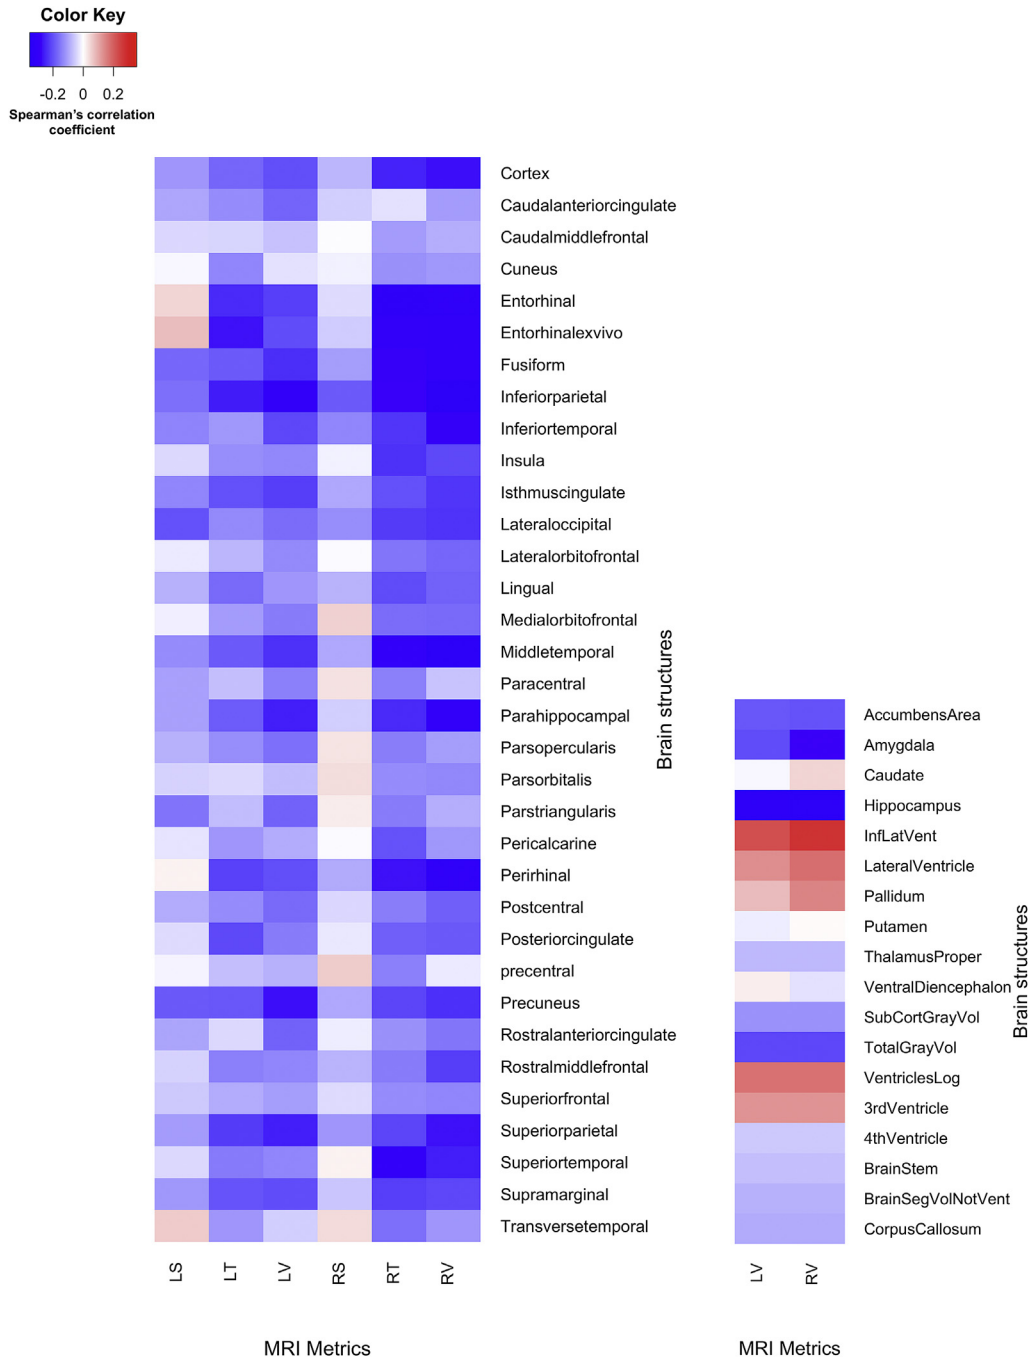 Color Key
-0.2 0 0.2
Spearman's correlation
coefficient
Cortex
Caudalanteriorcingulate
Caudalmiddlefrontal
Cuneus
Entorhinal
Entorhinalexvivo
Fusiform
Inferiorparietal
Inferiortemporal
Insula
Isthmuscingulate
Lateraloccipital
Lateralorbitofrontal
Lingual
Medialorbitofrontal
Middletemporal
Paracentral
Parahippocampal
Parsopercularis
Parsorbitalis
Parstriangularis
Pericalcarine
Perirhinal
Postcentral
Posteriorcingulate
precentral
Precuneus
Rostralanteriorcingulate
Rostralmiddlefrontal
Superiorfrontal
Superiorparietal
Superiortemporal
Supramarginal
Transversetemporal
Brain structures
LS LT LV RS RT RV
MRI Metrics
AccumbensArea
Amygdala
Caudate
Hippocampus
InfLatVent
LateralVentricle
Pallidum
Putamen
ThalamusProper
VentralDiencephalon
SubCortGrayVol
TotalGrayVol
VentriclesLog
3rdVentricle
4thVentricle
BrainStem
BrainSegVolNotVent
CorpusCallosum
Brain structures
LV RV
MRI Metrics